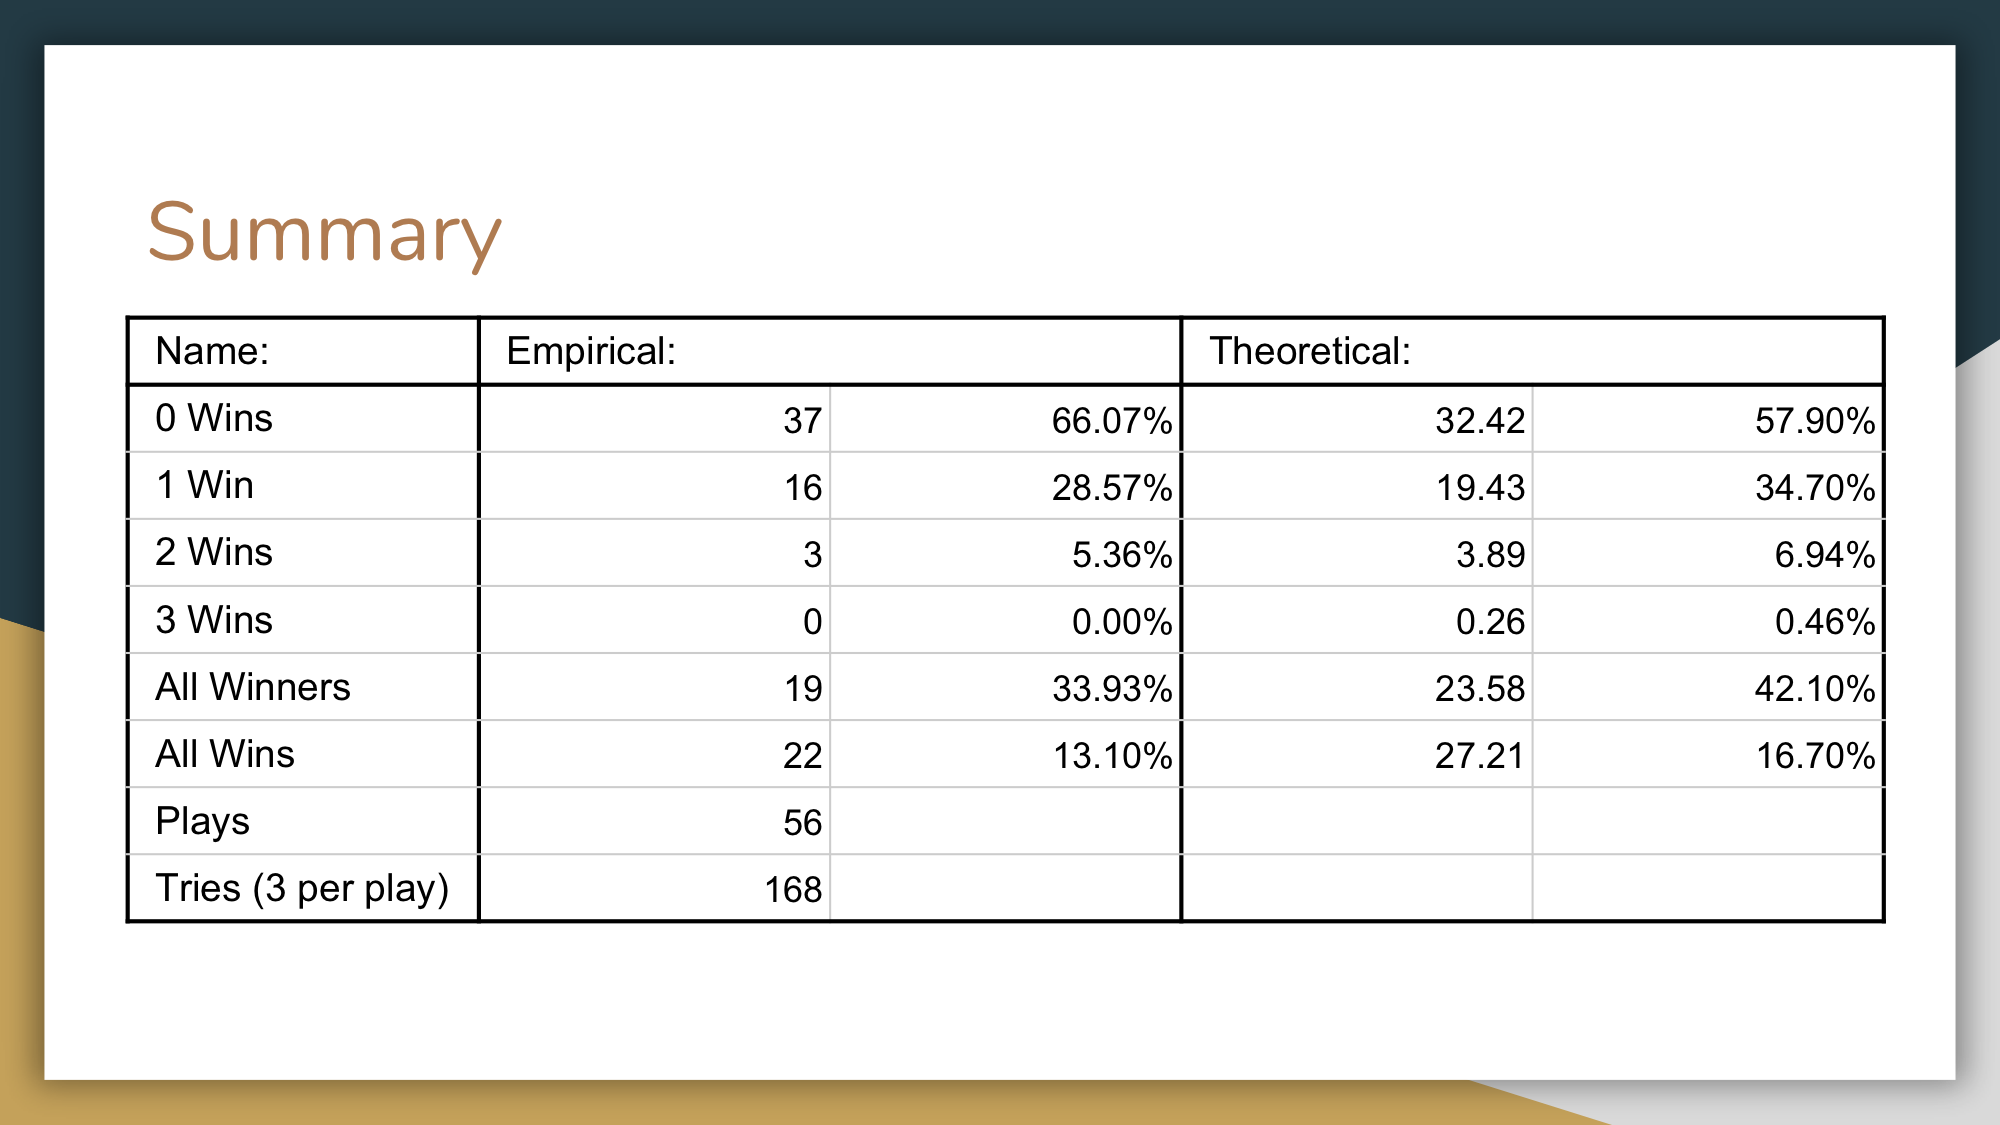 Summary
Name: Empirical: Theoretical:
0 Wins 37 66.07% 32.42 57.90%
1 Win 16 28.57% 19.43 34.70%
2 Wins 3 5.36% 3.89 6.94%
3 Wins 0 0.00% 0.26 0.46%
All Winners 19 33.93% 23.58 42.10%
All Wins 22 13.10% 27.21 16.70%
Plays 56
Tries (3 per play) 168